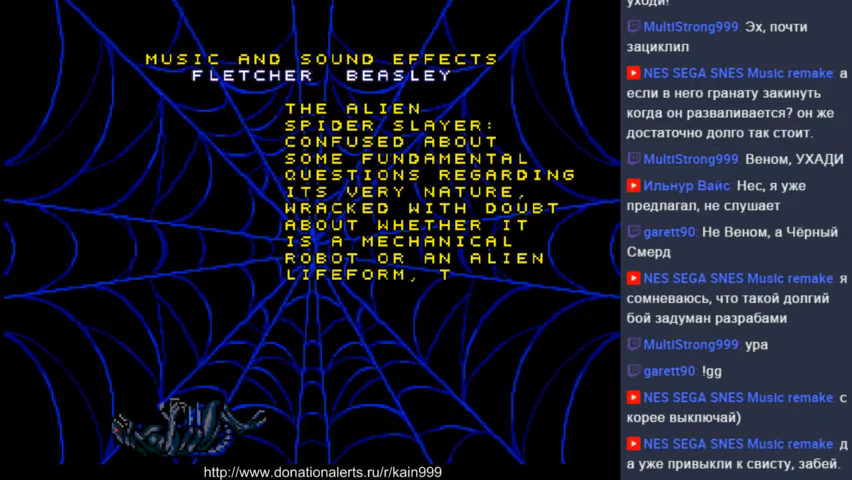 MUSIC AND SOUND EFFECTS
FLETCHER BEASLEY
THE ALIEN
SPIDER SLAYER:
CONFUSED ABOUT
SOME FUNDAMENTAL
QUESTIONS REGARDING
ITS VERY NATURE,
WRACKED WITH DOUBT
ABOUT WHETHER IT
IS A MECHANICAL
ROBOT OR AN ALIEN
LIFEFORM, T
http://www.donationalerts.ru/r/kain999
уходи!
MultiStrong999: Эх, почти
зациклил
NES SEGA SNES Music remake: а
если в него гранату закинуть
когда он разваливается? он же
достаточно долго так стоит.
MultiStrong999: Веном, УХАДИ
Ильнур Вайс: Нес, я уже
предлагал, не слушает
garett90: Не Веном, а Чёрный
Смерд
NES SEGA SNES Music remake: я
сомневаюсь, что такой долгий
бой задуман разрабами
MultiStrong999: ура
garett90: !gg
NES SEGA SNES Music remake: с
корее выключай)
NES SEGA SNES Music remake: д
а уже привыкли к свисту, забей.